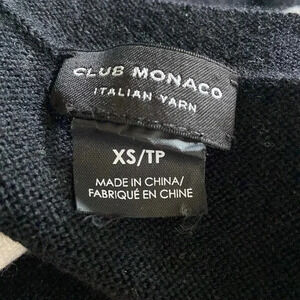 CLUB MONACO
ITALIAN YARN
XS/TP
MADE IN CHINA/
FABRIQUÉ EN CHINE